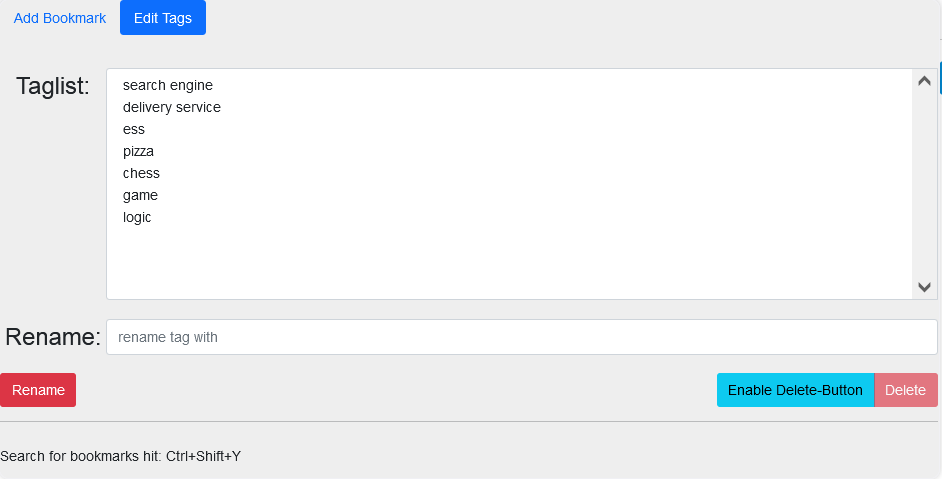 Add Bookmark Edit Tags
Taglist:
search engine
delivery service
ess
pizza
chess
game
logic
Rename: rename tag with
Rename Enable Delete-Button Delete
Search for bookmarks hit: Ctrl+Shift+Y